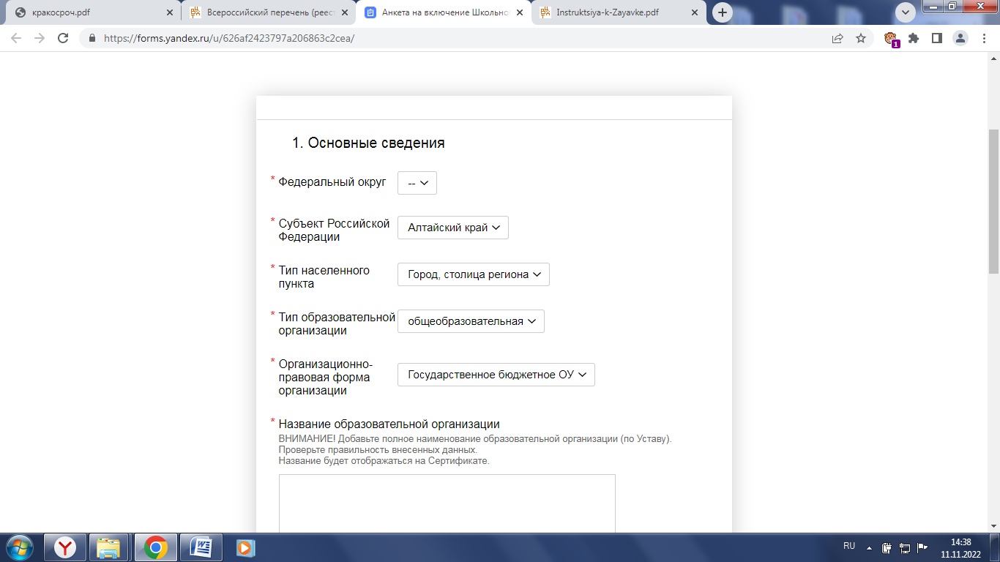 кракосроч.pdf
Всероссийский перечень (реест
Анкета на включение Школьно
Instruktsiya-k-Zayavke.pdf
https://forms.yandex.ru/u/626af2423797a206863c2cea/
1
1. Основные сведения
* Федеральный округ
--
* Субъект Российской
Федерации
Алтайский край
* Тип населенного
пункта
Город, столица региона
* Тип образовательной
организации
общеобразовательная
* Организационно-
правовая форма
организации
Государственное бюджетное ОУ
* Название образовательной организации
ВНИМАНИЕ! Добавьте полное наименование образовательной организации (по Уставу).
Проверьте правильность внесенных данных.
Название будет отображаться на Сертификате.
RU
14:38
11.11.2022